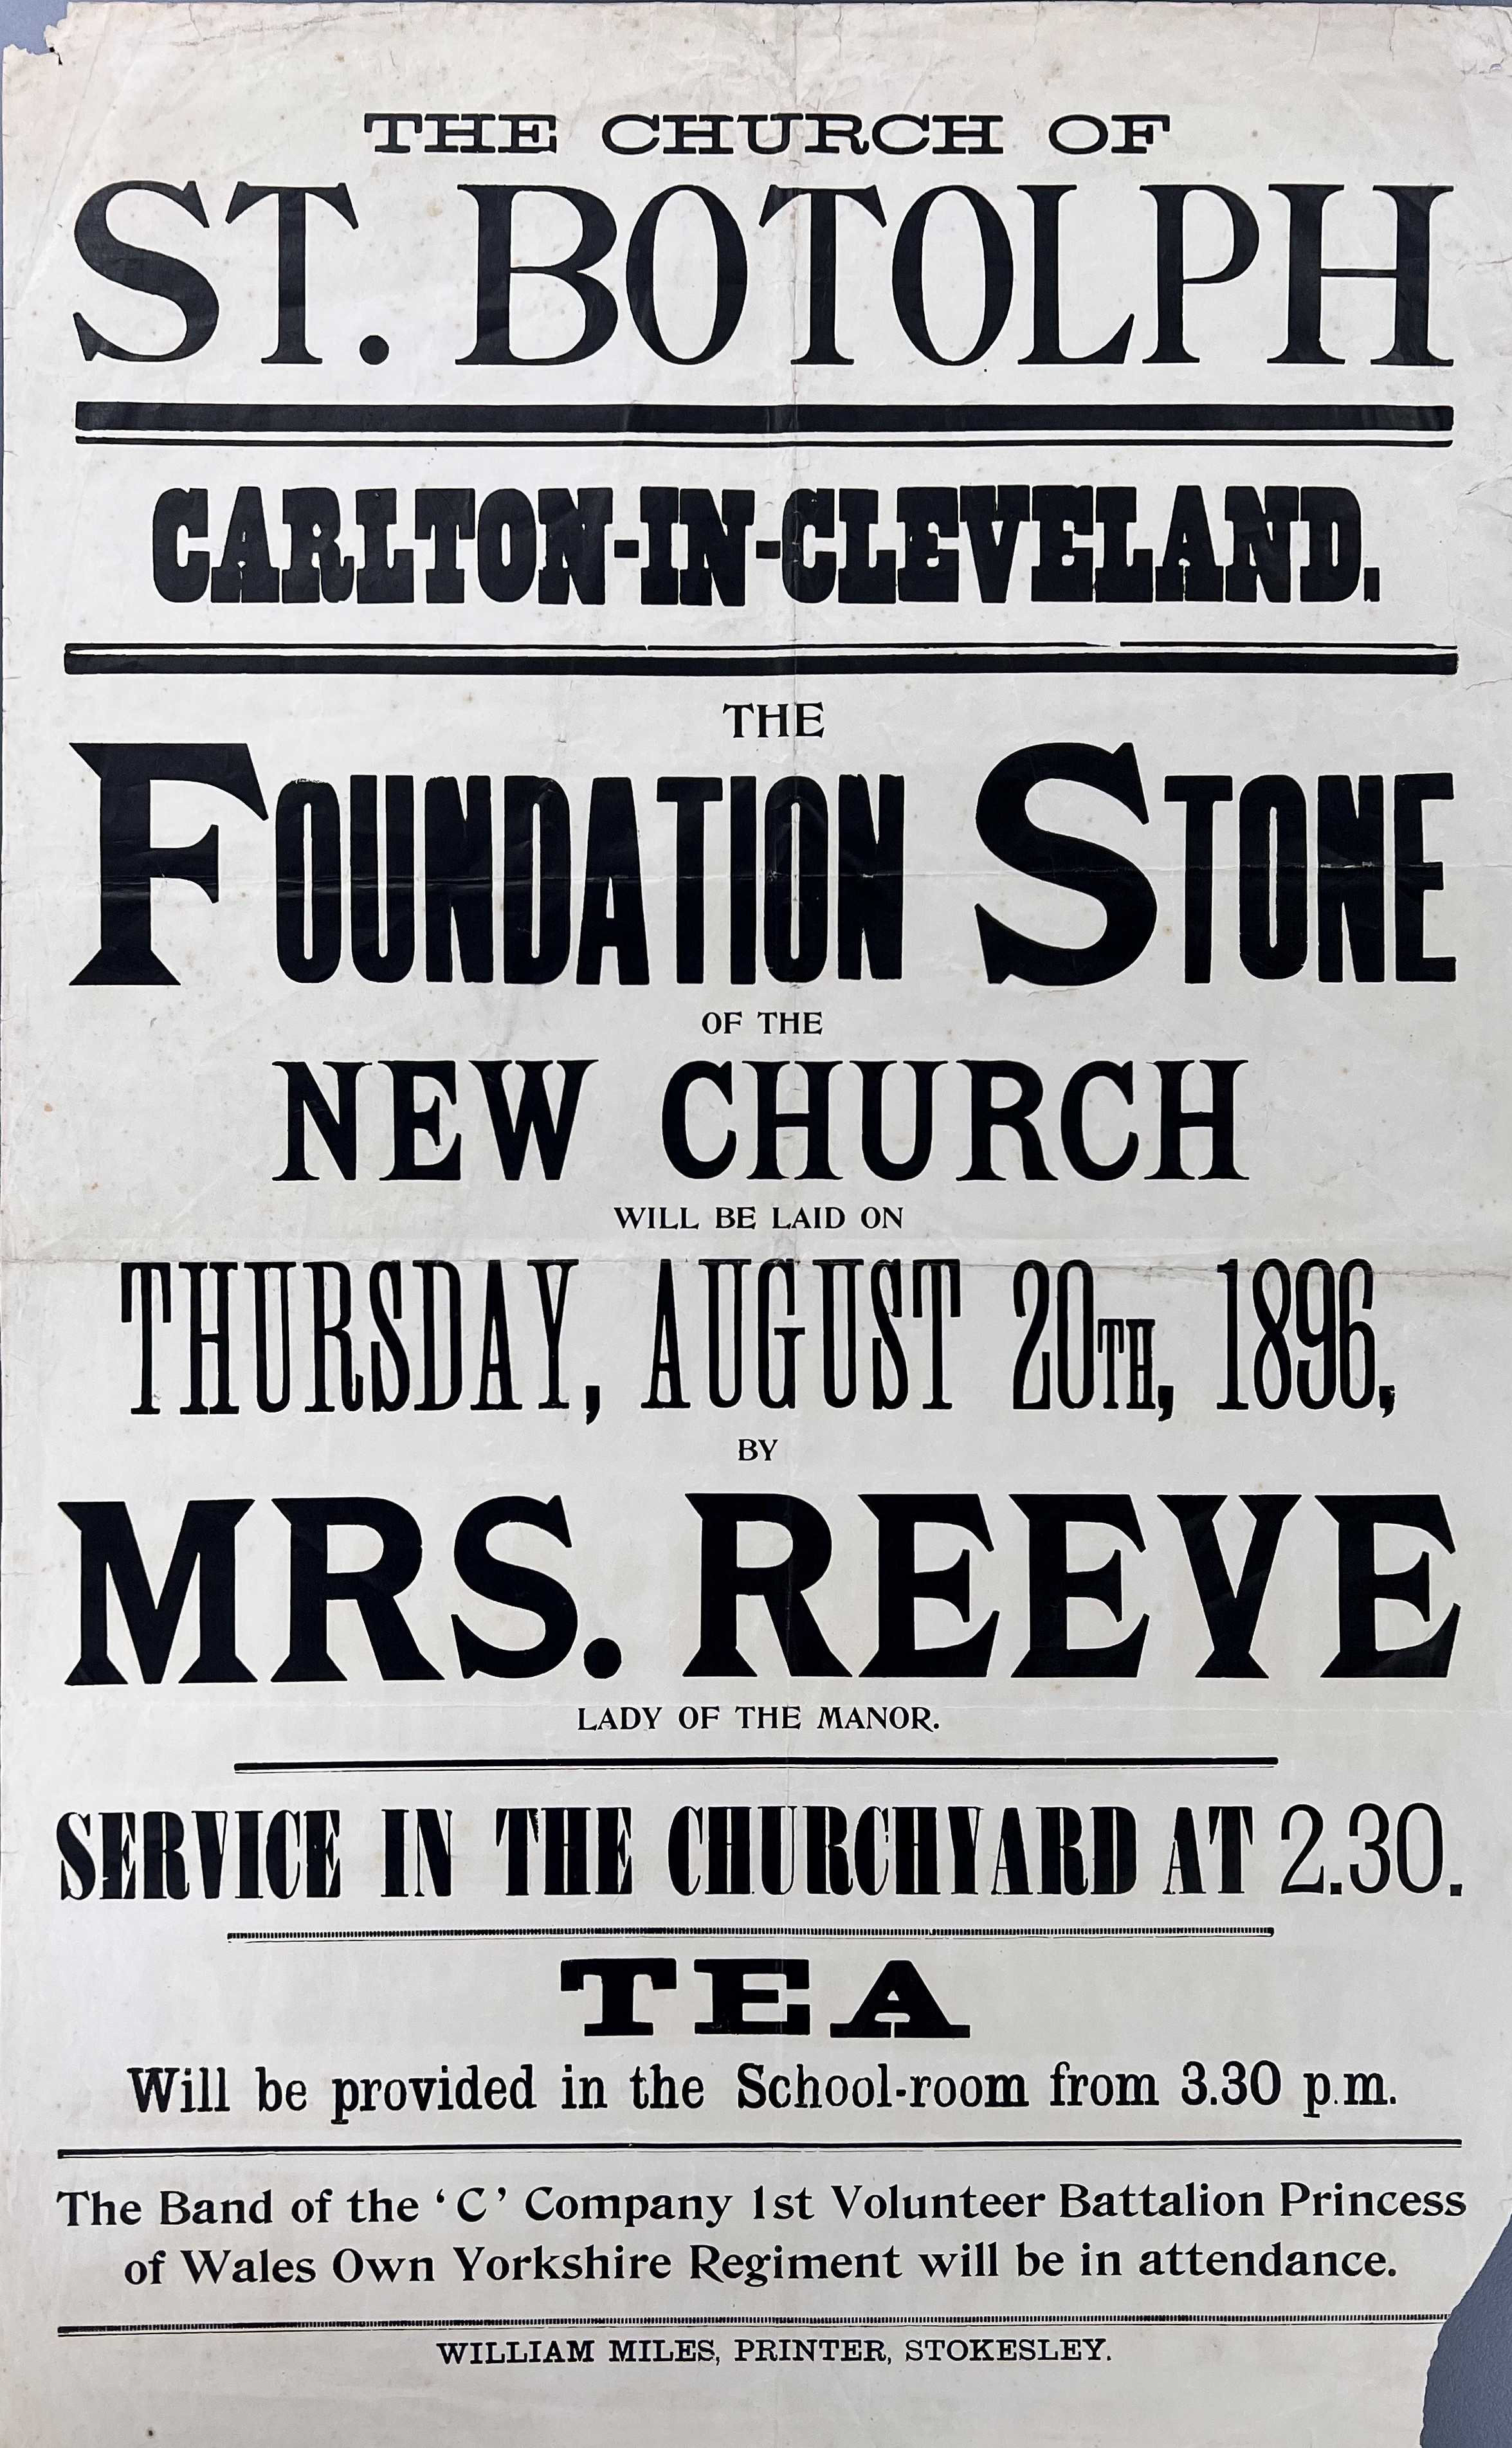 THE CHURCH OF
ST. BOTOLPH
CARLTON-IN-CLEVELAND.
THE
FOUNDATION STONE
OF THE
NEW CHURCH
WILL BE LAID ON
THURSDAY, AUGUST 20TH, 1896,
BY
MRS. REEVE
LADY OF THE MANOR.
SERVICE IN THE CHURCHYARD AT 2.30.
TEA
Will be provided in the School-room from 3.30 p.m.
The Band of the ‘C’ Company 1st Volunteer Battalion Princess
of Wales Own Yorkshire Regiment will be in attendance.
WILLIAM MILES, PRINTER, STOKESLEY.